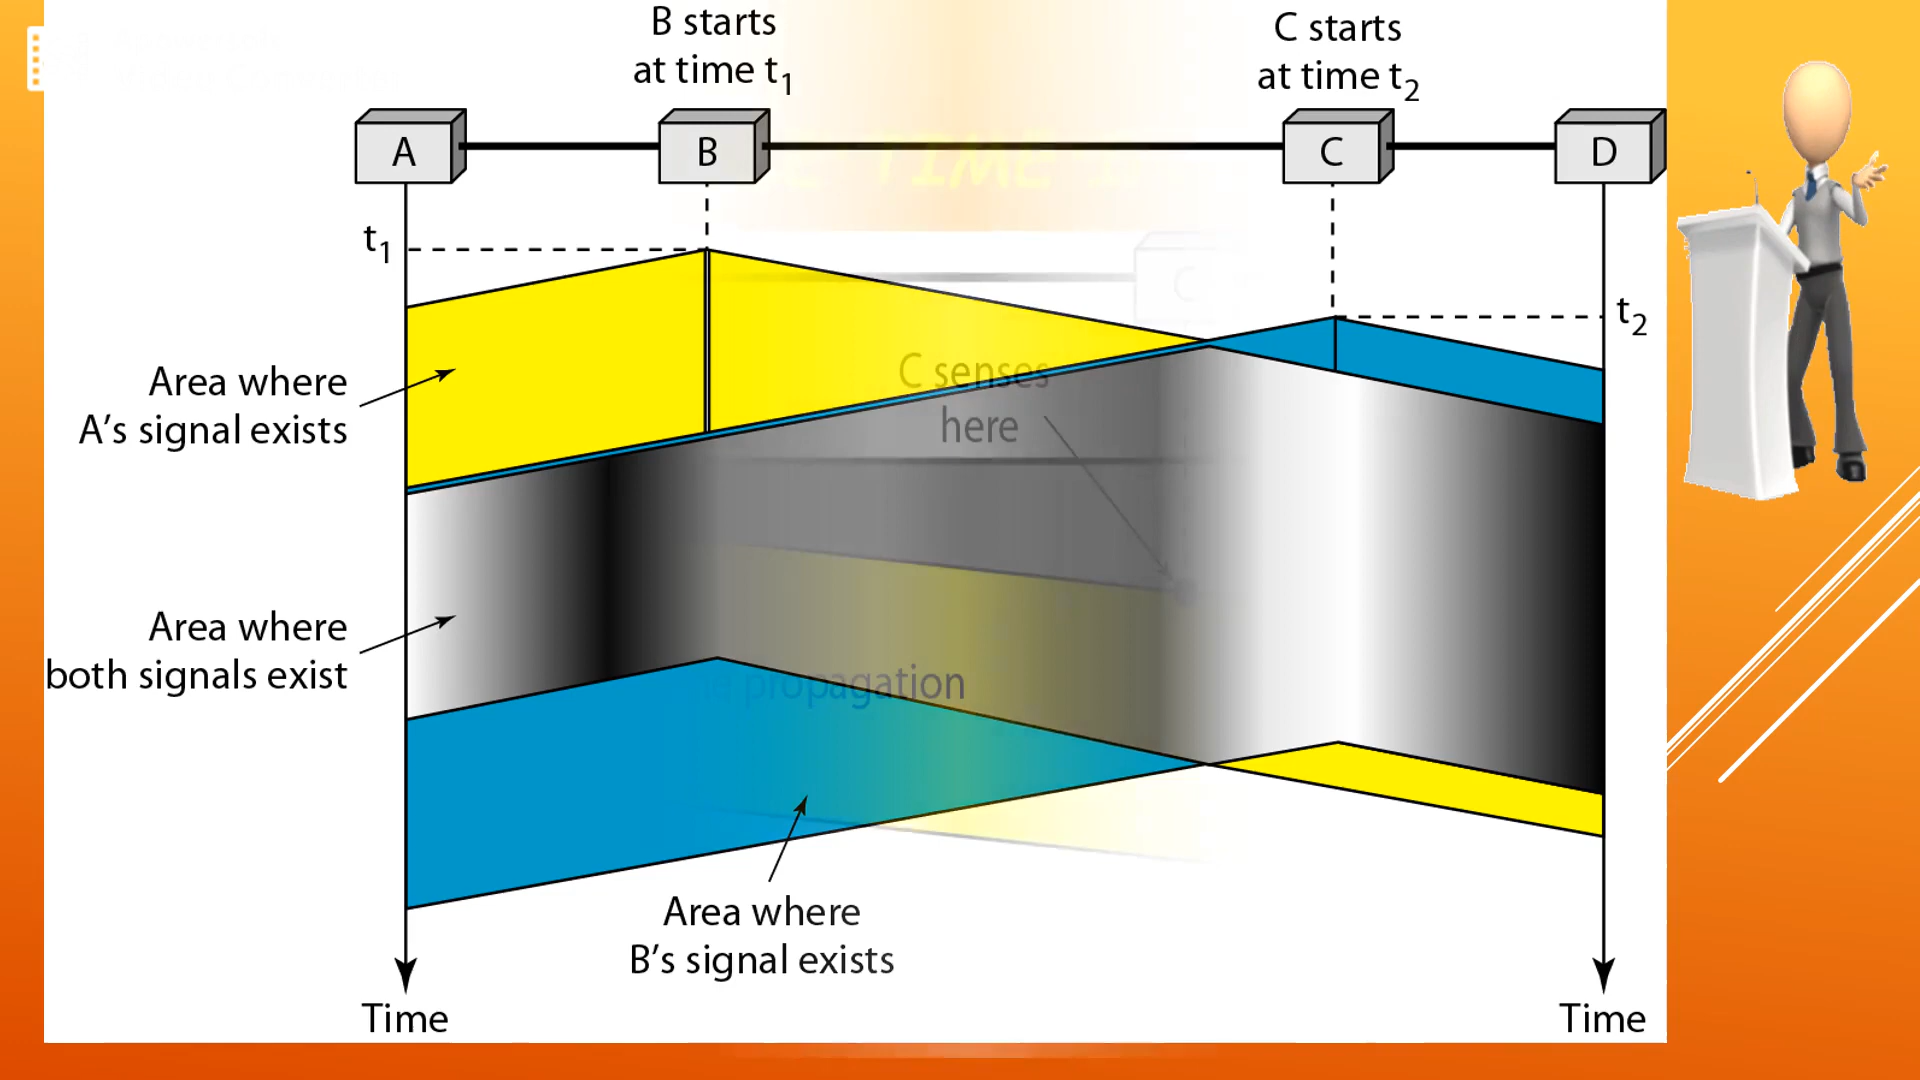 B starts
at time t1
C starts
at time t2
A
B
C
D
TIME
t1
t2
C
C senses
here
Area where
A’s signal exists
Area where
both signals exist
propagation
Area where
B’s signal exists
Time
Time